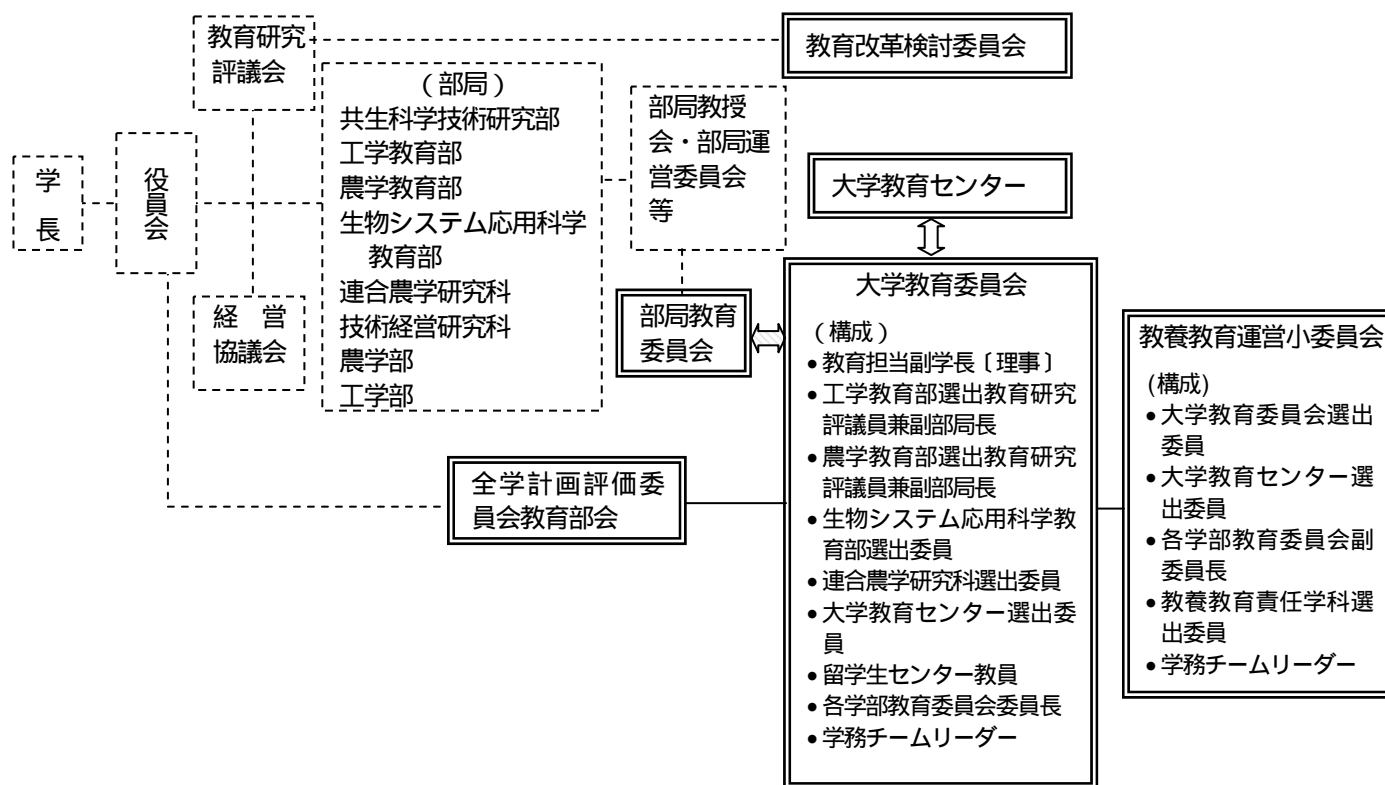 学
長
役員会
教育研究
評議会
経　営
協議会
（部局）
共生科学技術研究部
工学教育部
農学教育部
生物システム応用科学
教育部
連合農学研究科
技術経営研究科
農学部
工学部
部局教授
会・部局運
営委員会
等
部局教育
委員会
全学計画評価委
員会教育部会
教育改革検討委員会
大学教育センター
大学教育委員会
（構成）
●教育担当副学長〔理事〕
●工学教育部選出教育研究
評議員兼副部局長
●農学教育部選出教育研究
評議員兼副部局長
●生物システム応用科学教
育部選出委員
●連合農学研究科選出委員
●大学教育センター選出委
員
●留学生センター教員
●各学部教育委員会委員長
●学務チームリーダー
教養教育運営小委員会
(構成)
●大学教育委員会選出
委員
●大学教育センター選
出委員
●各学部教育委員会副
委員長
●教養教育責任学科選
出委員
●学務チームリーダー